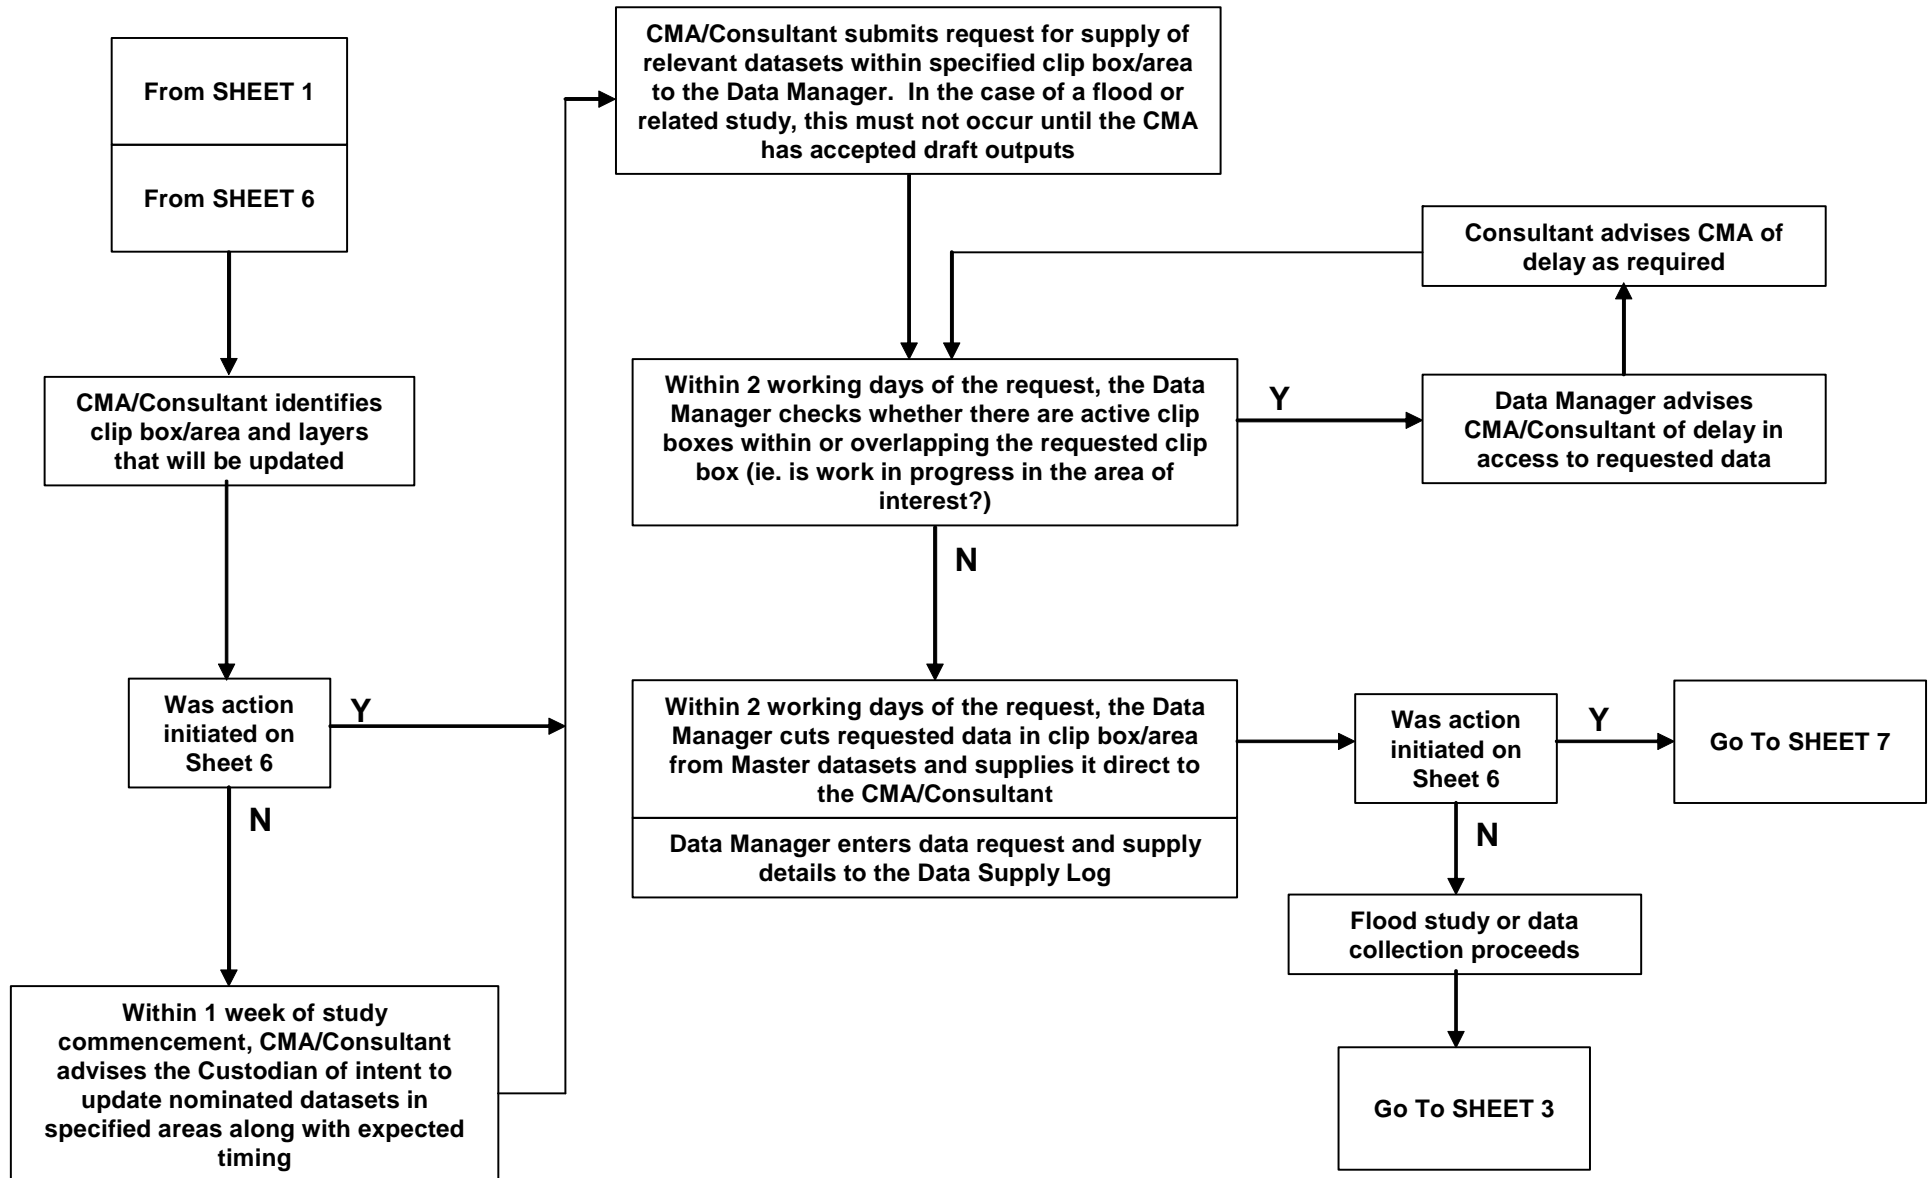 From SHEET 1
From SHEET 6
CMA/Consultant identifies
clip box/area and layers
that will be updated
Was action
initiated on
Sheet 6
Y
N
Within 1 week of study
commencement, CMA/Consultant
advises the Custodian of intent to
update nominated datasets in
specified areas along with expected
timing
CMA/Consultant submits request for supply of
relevant datasets within specified clip box/area
to the Data Manager.  In the case of a flood or
related study, this must not occur until the CMA
has accepted draft outputs
Within 2 working days of the request, the Data
Manager checks whether there are active clip
boxes within or overlapping the requested clip
box (ie. is work in progress in the area of
interest?)
Y
Data Manager advises
CMA/Consultant of delay in
access to requested data
Consultant advises CMA of
delay as required
N
Within 2 working days of the request, the Data
Manager cuts requested data in clip box/area
from Master datasets and supplies it direct to
the CMA/Consultant
Data Manager enters data request and supply
details to the Data Supply Log
Was action
initiated on
Sheet 6
Y
Go To SHEET 7
N
Flood study or data
collection proceeds
Go To SHEET 3